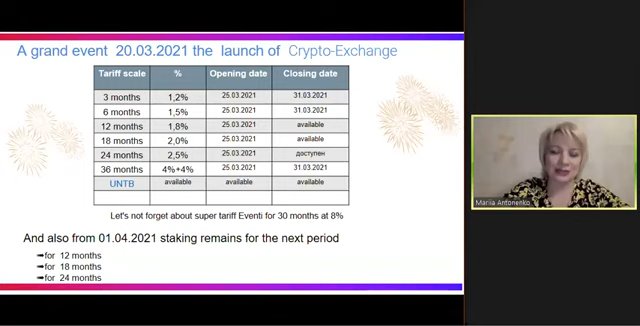 A grand event 20.03.2021 the launch of Crypto-Exchange
Tariff scale % Opening date Closing date
3 months 1,2% 25.03.2021 31.03.2021
6 months 1,5% 25.03.2021 31.03.2021
12 months 1,8% 25.03.2021 available
18 months 2,0% 25.03.2021 available
24 months 2,5% 25.03.2021 доступен
36 months 4%+4% 25.03.2021 31.03.2021
UNTB available available available
Let's not forget about super tariff Eventi for 30 months at 8%
And also from 01.04.2021 staking remains for the next period
➟for 12 months
➟for 18 months
➟for 24 months
Mariia Antonenko